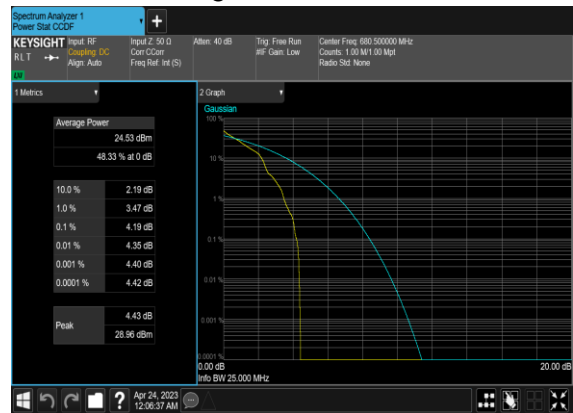 Spectrum Analyzer 1
Power Stat CCDF
KEYSIGHT
RLT
LW
Input: RF
Coupling: DC
Align: Auto
Input Z: 50 Ω
Corr CCorr
Freq Ref: Int (S)
Atten: 40 dB
Trig: Free Run
#IF Gain: Low
Center Freq: 680.500000 MHz
Counts: 1.00 M/1.00 Mpt
Radio Std: None
1 Metrics
Average Power
24.53 dBm
48.33 % at 0 dB
10.0 % 2.19 dB
1.0 % 3.47 dB
0.1 % 4.19 dB
0.01 % 4.35 dB
0.001 % 4.40 dB
0.0001 % 4.42 dB
Peak 4.43 dB
28.96 dBm
2 Graph
Gaussian
100 %
10 %
1 %
0.1 %
0.01 %
0.001 %
0.0001 %
0.00 dB 20.00 dB
Info BW 25.000 MHz
? Apr 24, 2023
12:06:37 AM